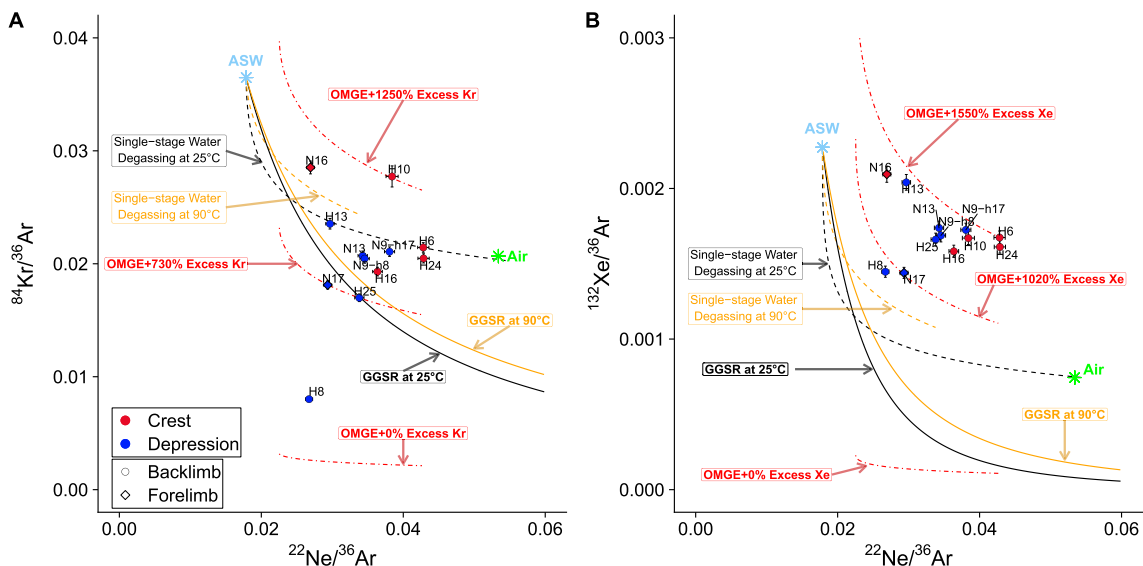 A
0.04
0.03
0.02
0.01
0.00
84Kr/36Ar
ASW
OMGE+1250% Excess Kr
Single−stage Water
Degassing at 25°C
N16
H10
Single−stage Water
Degassing at 90°C
H13
N13
N9−h17
H6
Air
OMGE+730% Excess Kr
N9−h8
H24
H16
N17
H25
GGSR at 90°C
GGSR at 25°C
H8
Crest
Depression
OMGE+0% Excess Kr
Backlimb
Forelimb
0.00
0.02
0.04
0.06
22Ne/36Ar
B
0.003
0.002
0.001
0.000
132Xe/36Ar
OMGE+1550% Excess Xe
ASW
N16
H13
N13
N9−h17
N9−h8
H6
H25
H10
H24
H16
Single−stage Water
Degassing at 25°C
H8
N17
OMGE+1020% Excess Xe
Single−stage Water
Degassing at 90°C
GGSR at 25°C
Air
GGSR at 90°C
OMGE+0% Excess Xe
0.00
0.02
0.04
0.06
22Ne/36Ar